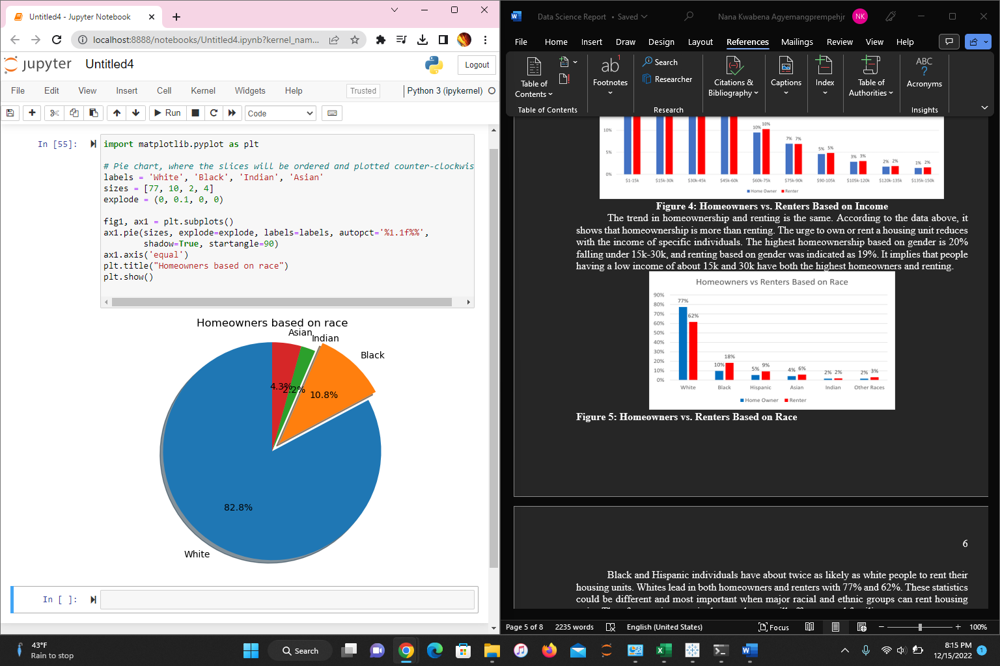 Untitled4 - Jupyter Notebook
localhost:8888/notebooks/Untitled4.ipynb?kernel_nam...
jupyter Untitled4
Logout
File Edit View Insert Cell Kernel Widgets Help
Trusted
Python 3 (ipykernel)
Run
Code
In [55]:
import matplotlib.pyplot as plt
# Pie chart, where the slices will be ordered and plotted counter-clockwis
labels = 'White', 'Black', 'Indian', 'Asian'
sizes = [77, 10, 2, 4]
explode = (0, 0.1, 0, 0)
fig1, ax1 = plt.subplots()
ax1.pie(sizes, explode=explode, labels=labels, autopct='%1.1f%%',
shadow=True, startangle=90)
ax1.axis('equal')
plt.title("Homeowners based on race")
plt.show()
Homeowners based on race
Asian
Indian
Black
4.3%
2.2%
10.8%
82.8%
White
In [ ]:
Data Science Report • Saved
Nana Kwabena Agyemangprempehjr
NK
File Home Insert Draw Design Layout References Mailings Review View Help
Table of
Contents
Table of Contents
ab
Footnotes
Search
Researcher
Research
Citations &
Bibliography
Captions
Index
Table of
Authorities
ABC
?
Acronyms
Insights
10%
5%
0%
10% 10%
7% 7%
5% 5%
3% 3%
2% 2%
1% 2%
$1-15k $15k-30k $30k-45k $45k-60k $60k-75k $75k-90k $90-105k $105k-120k $120k-135k $135k-150k
Home Owner Renter
Figure 4: Homeowners vs. Renters Based on Income
The trend in homeownership and renting is the same. According to the data above, it
shows that homeownership is more than renting. The urge to own or rent a housing unit reduces
with the income of specific individuals. The highest homeownership based on gender is 20%
falling under 15k-30k, and renting based on gender was indicated as 19%. It implies that people
having a low income of about 15k and 30k have both the highest homeowners and renting.
Homeowners vs Renters Based on Race
90%
80%
70%
60%
50%
40%
30%
20%
10%
0%
77%
62%
10% 18%
5% 9%
4% 6%
2% 2%
2% 3%
White Black Hispanic Asian Indian Other Races
Home Owner Renter
Figure 5: Homeowners vs. Renters Based on Race
6
Black and Hispanic individuals have about twice as likely as white people to rent their
housing units. Whites lead in both homeowners and renters with 77% and 62%. These statistics
could be different and most important when major racial and ethnic groups can rent housing
Page 5 of 8 2235 words English (United States) Focus 100%
43°F
Rain to stop
Search
8:15 PM
12/15/2022
1